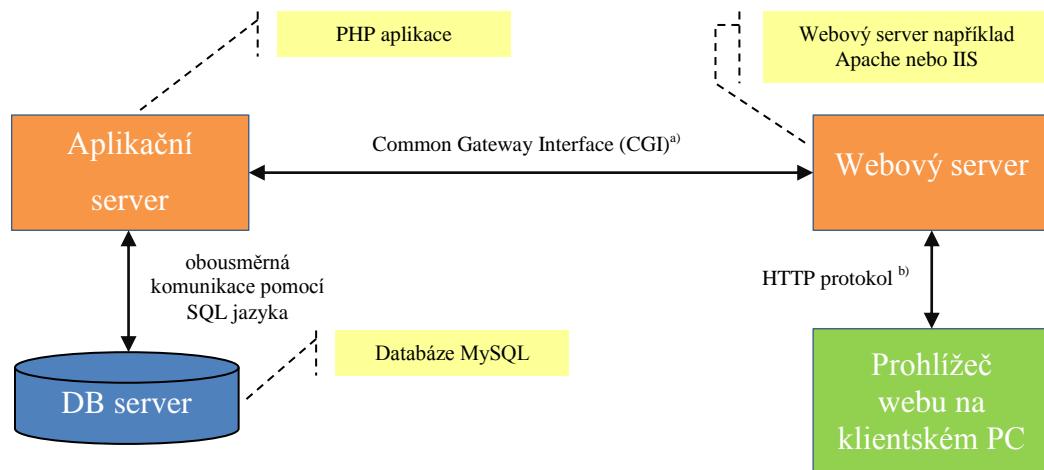 PHP aplikace
Webový server například
Apache nebo IIS
Aplikační
server
Common Gateway Interface (CGI)a)
Webový server
obousměrná
komunikace pomocí
SQL jazyka
HTTP protokol b)
Databáze MySQL
DB server
Prohlížeč
webu na
klientském PC